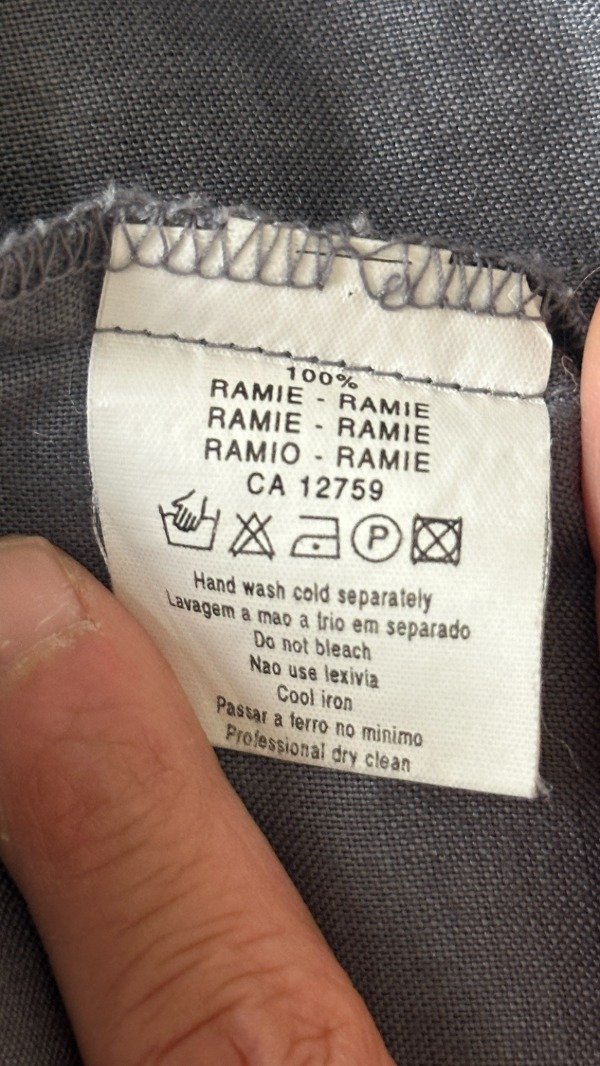 100%
RAMIE - RAMIE
RAMIE - RAMIE
RAMIO - RAMIE
CA 12759
P
Hand wash cold separately
Lavagem a mao a frio em separado
Do not bleach
Nao use lexivia
Cool iron
Passar a ferro no minimo
Professional dry clean